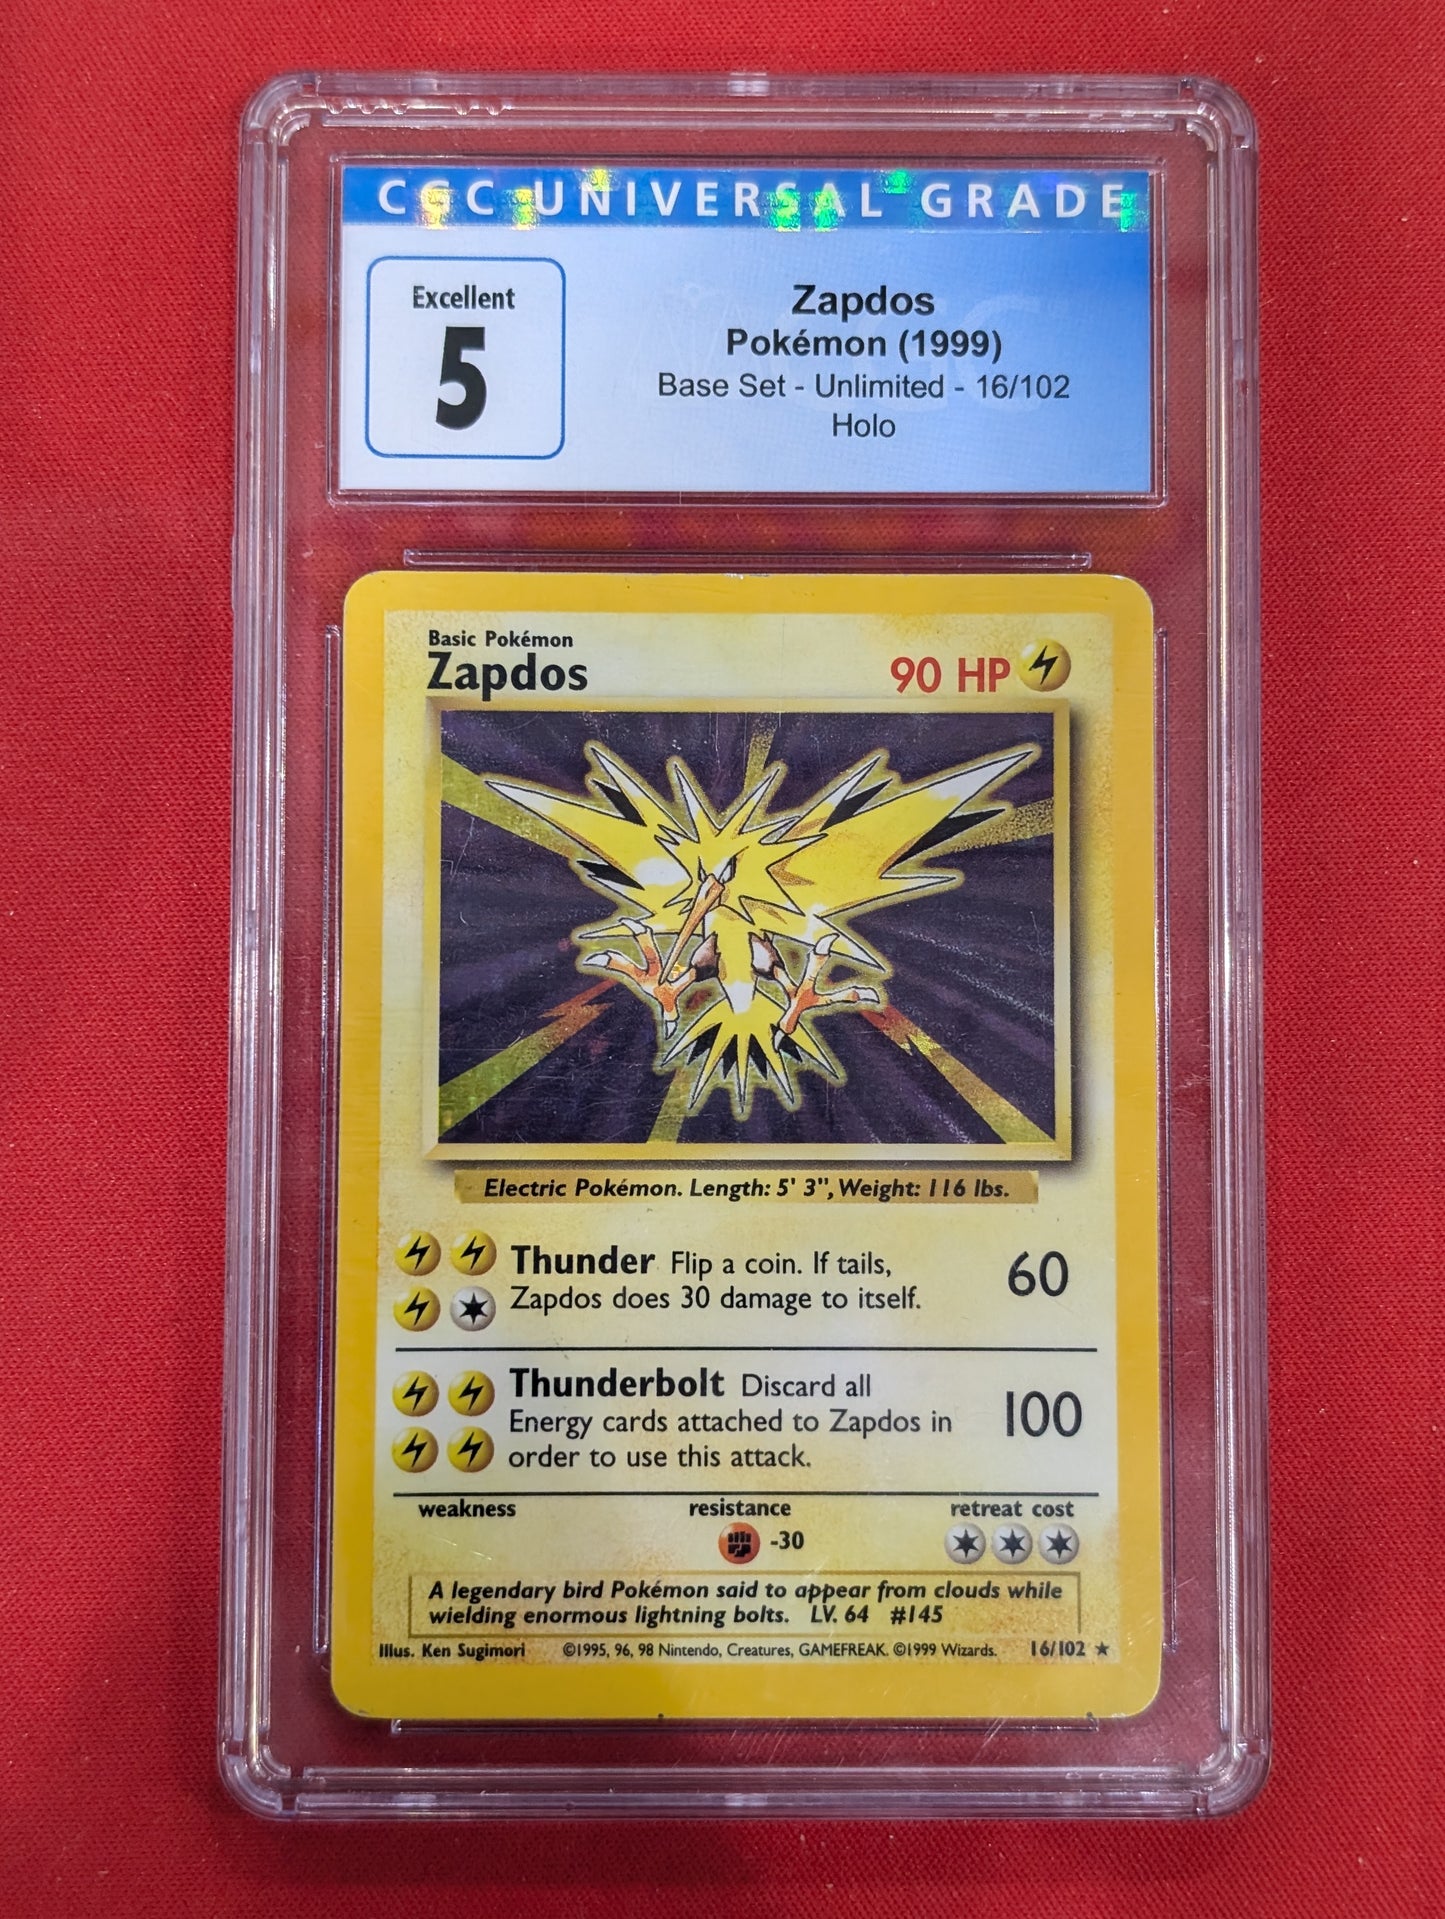 CGC UNIVERSAL GRADE
Excellent
5
Zapdos
Pokémon (1999)
Base Set - Unlimited - 16/102
Holo
Basic Pokémon
Zapdos
90 HP
Electric Pokémon. Length: 5' 3", Weight: 116 lbs.
Thunder Flip a coin. If tails,
Zapdos does 30 damage to itself.
60
Thunderbolt Discard all
Energy cards attached to Zapdos in
order to use this attack.
100
weakness resistance retreat cost
-30
A legendary bird Pokémon said to appear from clouds while
wielding enormous lightning bolts. LV. 64 #145
Illus. Ken Sugimori ©1995, 96, 98 Nintendo, Creatures, GAMEFREAK. ©1999 Wizards. 16/102 ★